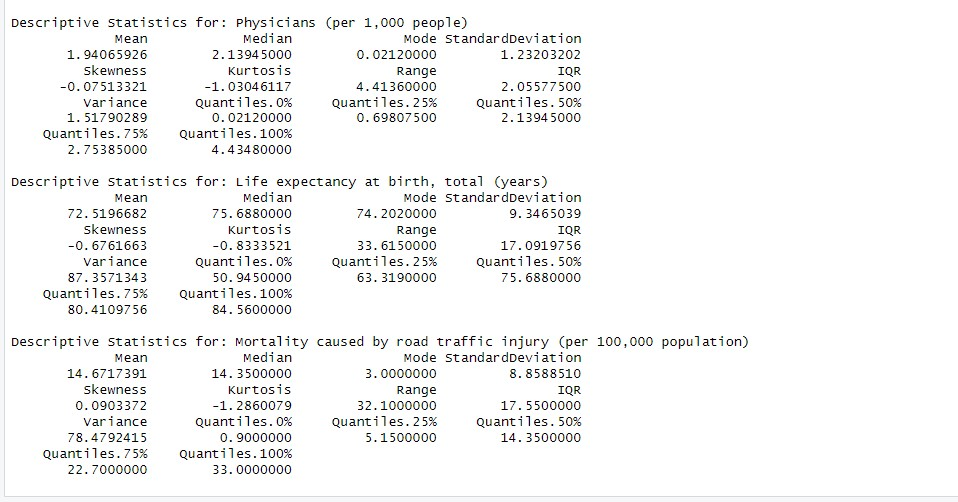 Descriptive Statistics for: Physicians (per 1,000 people)
Mean Median Mode StandardDeviation
1.94065926 2.13945000 0.02120000 1.23203202
Skewness Kurtosis Range IQR
-0.07513321 -1.03046117 4.41360000 2.05577500
Variance Quantiles.0% Quantiles.25% Quantiles.50%
1.51790289 0.02120000 0.69807500 2.13945000
Quantiles.75% Quantiles.100%
2.75385000 4.43480000
Descriptive Statistics for: Life expectancy at birth, total (years)
Mean Median Mode StandardDeviation
72.5196682 75.6880000 74.2020000 9.3465039
Skewness Kurtosis Range IQR
-0.6761663 -0.8333521 33.6150000 17.0919756
Variance Quantiles.0% Quantiles.25% Quantiles.50%
87.3571343 50.9450000 63.3190000 75.6880000
Quantiles.75% Quantiles.100%
80.4109756 84.5600000
Descriptive Statistics for: Mortality caused by road traffic injury (per 100,000 population)
Mean Median Mode StandardDeviation
14.6717391 14.3500000 3.0000000 8.8588510
Skewness Kurtosis Range IQR
0.0903372 -1.2860079 32.1000000 17.5500000
Variance Quantiles.0% Quantiles.25% Quantiles.50%
78.4792415 0.9000000 5.1500000 14.3500000
Quantiles.75% Quantiles.100%
22.7000000 33.0000000